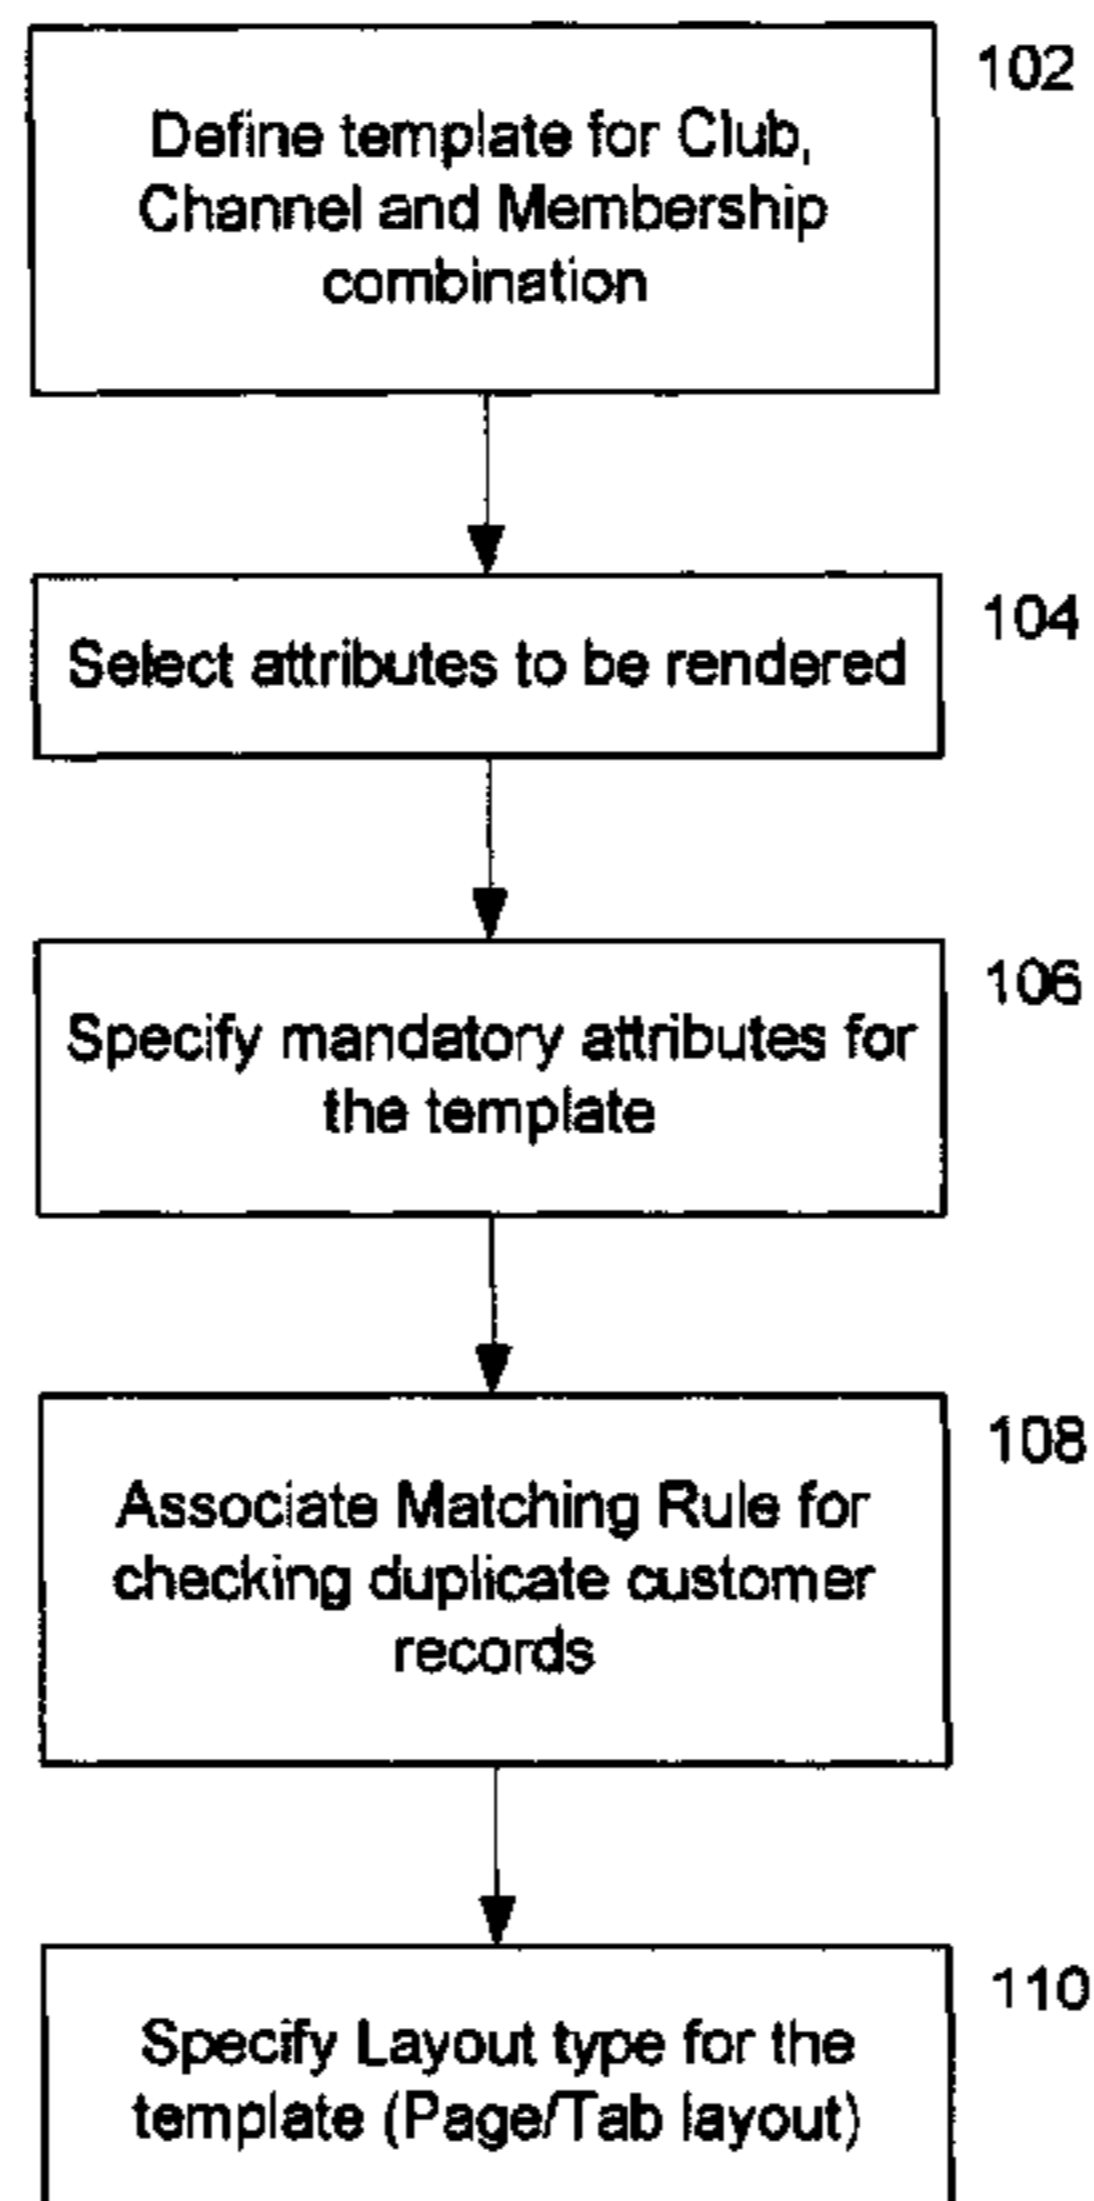 102
Define template for Club,
Channel and Membership
combination
104
Select attributes to be rendered
106
Specify mandatory attributes for
the template
108
Associate Matching Rule for
checking duplicate customer
records
110
Specify Layout type for the
template (Page/Tab layout)